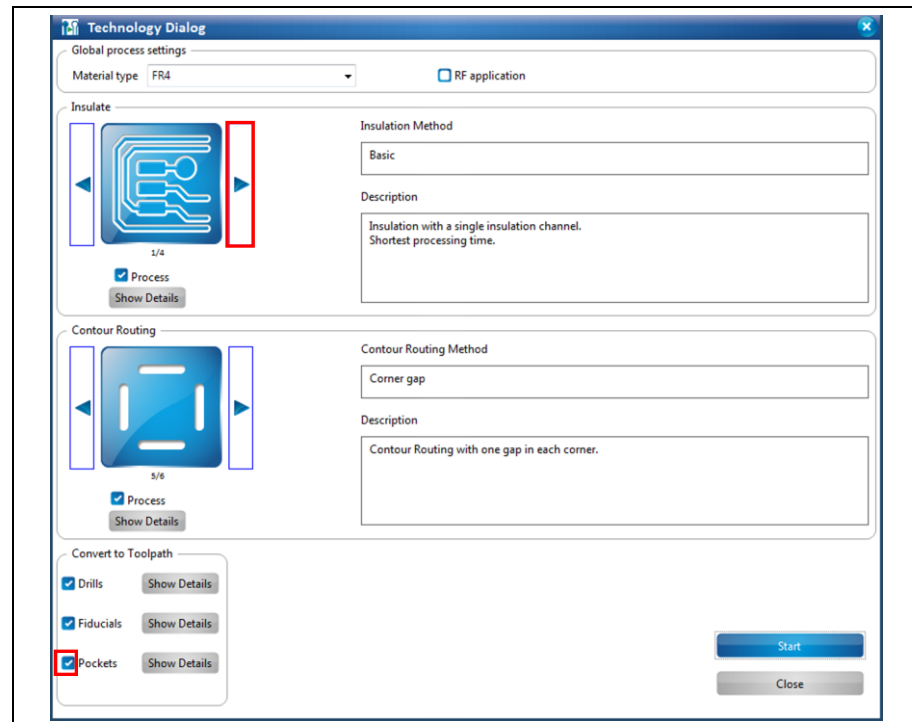 Technology Dialog
Global process settings
Material type FR4 RF application
Insulate
Insulation Method
Basic
Description
Insulation with a single insulation channel.
Shortest processing time.
1/4
Process
Show Details
Contour Routing
Contour Routing Method
Corner gap
Description
Contour Routing with one gap in each corner.
5/6
Process
Show Details
Convert to Toolpath
Drills Show Details
Fiducials Show Details
Pockets Show Details
Start
Close